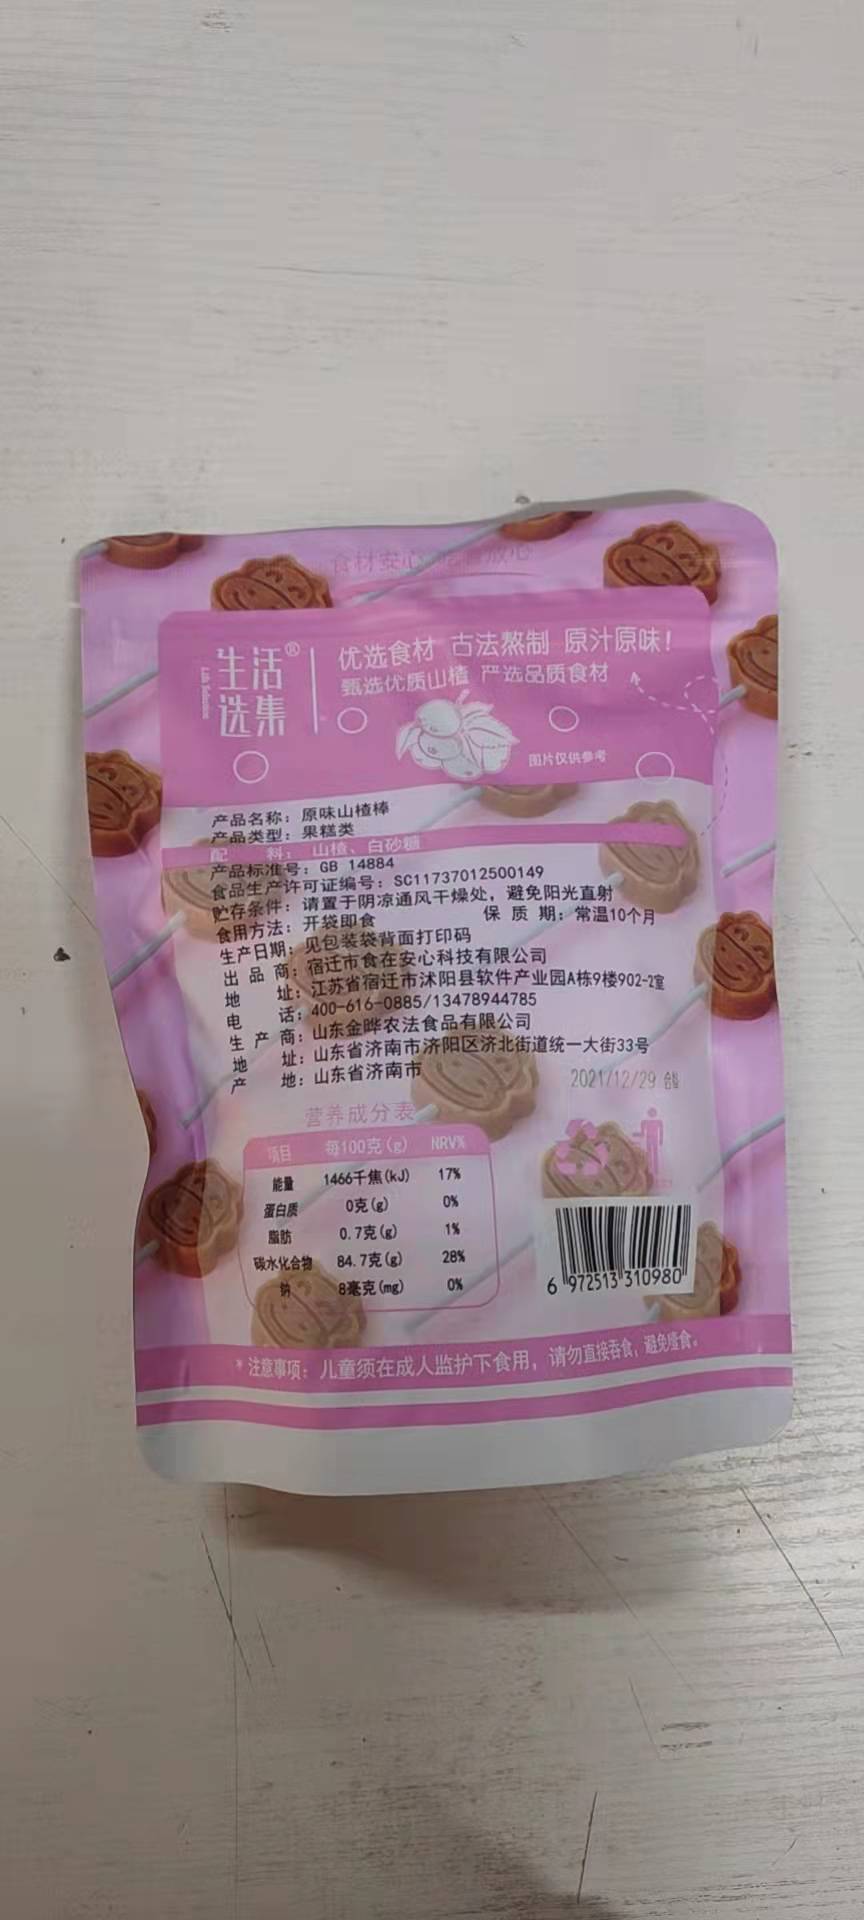 食材安心
放心
生活®
选集
Life Selection
优选食材 古法熬制 原汁原味！
甄选优质山楂 严选品质食材
图片仅供参考
产品名称：原味山楂棒
产品类型：果糕类
配 料：山楂、白砂糖
产品标准号：GB 14884
食品生产许可证编号：SC11737012500149
贮存条件：请置于阴凉通风干燥处，避免阳光直射
食用方法：开袋即食 保 质 期：常温10个月
生产日期：见包装袋背面打印码
出 品 商：宿迁市食在安心科技有限公司
地 址：江苏省宿迁市沭阳县软件产业园A栋9楼902-2室
电 话：400-616-0885/13478944785
生 产 商：山东金晔农法食品有限公司
地 址：山东省济南市济阳区济北街道统一大街33号
产 地：山东省济南市
2021/12/29 合格
营养成分表
项目 每100克(g) NRV%
能量 1466千焦(kJ) 17%
蛋白质 0克(g) 0%
脂肪 0.7克(g) 1%
碳水化合物 84.7克(g) 28%
钠 8毫克(mg) 0%
6 972513 310980
*注意事项：儿童须在成人监护下食用，请勿直接吞食，避免噎食。